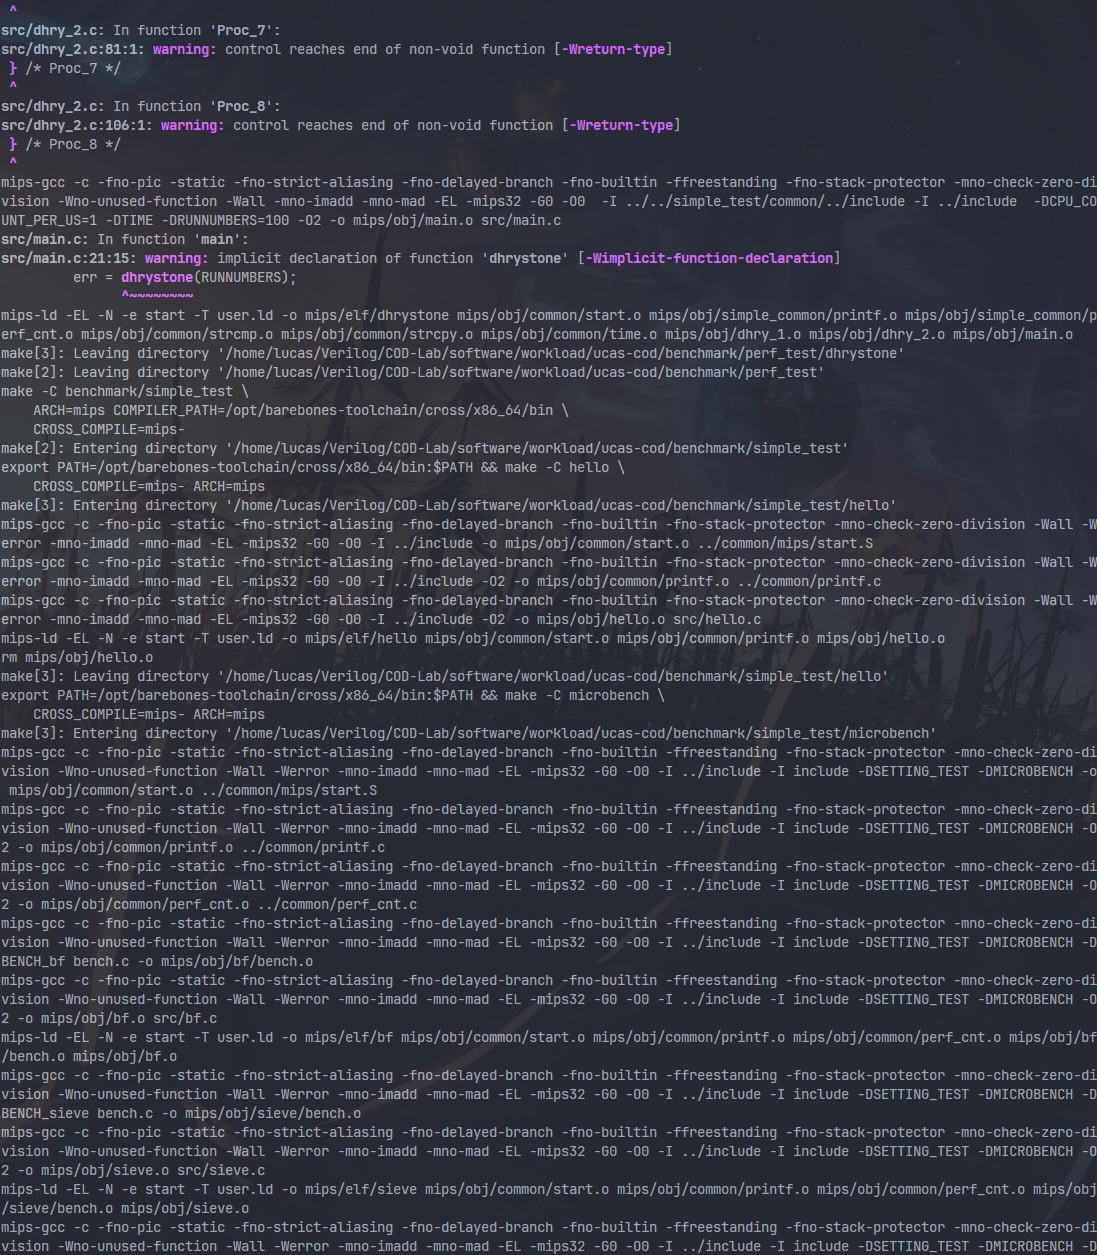 ^
src/dhry_2.c: In function 'Proc_7':
src/dhry_2.c:81:1: warning: control reaches end of non-void function [-Wreturn-type]
 } /* Proc_7 */
 ^
src/dhry_2.c: In function 'Proc_8':
src/dhry_2.c:106:1: warning: control reaches end of non-void function [-Wreturn-type]
 } /* Proc_8 */
 ^
mips-gcc -c -fno-pic -static -fno-strict-aliasing -fno-delayed-branch -fno-builtin -ffreestanding -fno-stack-protector -mno-check-zero-di
vision -Wno-unused-function -Wall -mno-imadd -mno-mad -EL -mips32 -G0 -O0  -I ../../simple_test/common/../include -I ../include  -DCPU_CO
UNT_PER_US=1 -DTIME -DRUNNUMBERS=100 -O2 -o mips/obj/main.o src/main.c
src/main.c: In function 'main':
src/main.c:21:15: warning: implicit declaration of function 'dhrystone' [-Wimplicit-function-declaration]
         err = dhrystone(RUNNUMBERS);
               ^~~~~~~~~
mips-ld -EL -N -e start -T user.ld -o mips/elf/dhrystone mips/obj/common/start.o mips/obj/simple_common/printf.o mips/obj/simple_common/p
erf_cnt.o mips/obj/common/strcmp.o mips/obj/common/strcpy.o mips/obj/common/time.o mips/obj/dhry_1.o mips/obj/dhry_2.o mips/obj/main.o
make[3]: Leaving directory '/home/lucas/Verilog/COD-Lab/software/workload/ucas-cod/benchmark/perf_test/dhrystone'
make[2]: Leaving directory '/home/lucas/Verilog/COD-Lab/software/workload/ucas-cod/benchmark/perf_test'
make -C benchmark/simple_test \
    ARCH=mips COMPILER_PATH=/opt/barebones-toolchain/cross/x86_64/bin \
    CROSS_COMPILE=mips-
make[2]: Entering directory '/home/lucas/Verilog/COD-Lab/software/workload/ucas-cod/benchmark/simple_test'
export PATH=/opt/barebones-toolchain/cross/x86_64/bin:$PATH && make -C hello \
    CROSS_COMPILE=mips- ARCH=mips
make[3]: Entering directory '/home/lucas/Verilog/COD-Lab/software/workload/ucas-cod/benchmark/simple_test/hello'
mips-gcc -c -fno-pic -static -fno-strict-aliasing -fno-delayed-branch -fno-builtin -fno-stack-protector -mno-check-zero-division -Wall -W
error -mno-imadd -mno-mad -EL -mips32 -G0 -O0 -I ../include -o mips/obj/common/start.o ../common/mips/start.S
mips-gcc -c -fno-pic -static -fno-strict-aliasing -fno-delayed-branch -fno-builtin -fno-stack-protector -mno-check-zero-division -Wall -W
error -mno-imadd -mno-mad -EL -mips32 -G0 -O0 -I ../include -O2 -o mips/obj/common/printf.o ../common/printf.c
mips-gcc -c -fno-pic -static -fno-strict-aliasing -fno-delayed-branch -fno-builtin -fno-stack-protector -mno-check-zero-division -Wall -W
error -mno-imadd -mno-mad -EL -mips32 -G0 -O0 -I ../include -O2 -o mips/obj/hello.o src/hello.c
mips-ld -EL -N -e start -T user.ld -o mips/elf/hello mips/obj/common/start.o mips/obj/common/printf.o mips/obj/hello.o
rm mips/obj/hello.o
make[3]: Leaving directory '/home/lucas/Verilog/COD-Lab/software/workload/ucas-cod/benchmark/simple_test/hello'
export PATH=/opt/barebones-toolchain/cross/x86_64/bin:$PATH && make -C microbench \
    CROSS_COMPILE=mips- ARCH=mips
make[3]: Entering directory '/home/lucas/Verilog/COD-Lab/software/workload/ucas-cod/benchmark/simple_test/microbench'
mips-gcc -c -fno-pic -static -fno-strict-aliasing -fno-delayed-branch -fno-builtin -ffreestanding -fno-stack-protector -mno-check-zero-di
vision -Wno-unused-function -Wall -Werror -mno-imadd -mno-mad -EL -mips32 -G0 -O0 -I ../include -I include -DSETTING_TEST -DMICROBENCH -o
 mips/obj/common/start.o ../common/mips/start.S
mips-gcc -c -fno-pic -static -fno-strict-aliasing -fno-delayed-branch -fno-builtin -ffreestanding -fno-stack-protector -mno-check-zero-di
vision -Wno-unused-function -Wall -Werror -mno-imadd -mno-mad -EL -mips32 -G0 -O0 -I ../include -I include -DSETTING_TEST -DMICROBENCH -O
2 -o mips/obj/common/printf.o ../common/printf.c
mips-gcc -c -fno-pic -static -fno-strict-aliasing -fno-delayed-branch -fno-builtin -ffreestanding -fno-stack-protector -mno-check-zero-di
vision -Wno-unused-function -Wall -Werror -mno-imadd -mno-mad -EL -mips32 -G0 -O0 -I ../include -I include -DSETTING_TEST -DMICROBENCH -O
2 -o mips/obj/common/perf_cnt.o ../common/perf_cnt.c
mips-gcc -c -fno-pic -static -fno-strict-aliasing -fno-delayed-branch -fno-builtin -ffreestanding -fno-stack-protector -mno-check-zero-di
vision -Wno-unused-function -Wall -Werror -mno-imadd -mno-mad -EL -mips32 -G0 -O0 -I ../include -I include -DSETTING_TEST -DMICROBENCH -D
BENCH_bf bench.c -o mips/obj/bf/bench.o
mips-gcc -c -fno-pic -static -fno-strict-aliasing -fno-delayed-branch -fno-builtin -ffreestanding -fno-stack-protector -mno-check-zero-di
vision -Wno-unused-function -Wall -Werror -mno-imadd -mno-mad -EL -mips32 -G0 -O0 -I ../include -I include -DSETTING_TEST -DMICROBENCH -O
2 -o mips/obj/bf.o src/bf.c
mips-ld -EL -N -e start -T user.ld -o mips/elf/bf mips/obj/common/start.o mips/obj/common/printf.o mips/obj/common/perf_cnt.o mips/obj/bf
/bench.o mips/obj/bf.o
mips-gcc -c -fno-pic -static -fno-strict-aliasing -fno-delayed-branch -fno-builtin -ffreestanding -fno-stack-protector -mno-check-zero-di
vision -Wno-unused-function -Wall -Werror -mno-imadd -mno-mad -EL -mips32 -G0 -O0 -I ../include -I include -DSETTING_TEST -DMICROBENCH -D
BENCH_sieve bench.c -o mips/obj/sieve/bench.o
mips-gcc -c -fno-pic -static -fno-strict-aliasing -fno-delayed-branch -fno-builtin -ffreestanding -fno-stack-protector -mno-check-zero-di
vision -Wno-unused-function -Wall -Werror -mno-imadd -mno-mad -EL -mips32 -G0 -O0 -I ../include -I include -DSETTING_TEST -DMICROBENCH -O
2 -o mips/obj/sieve.o src/sieve.c
mips-ld -EL -N -e start -T user.ld -o mips/elf/sieve mips/obj/common/start.o mips/obj/common/printf.o mips/obj/common/perf_cnt.o mips/obj
/sieve/bench.o mips/obj/sieve.o
mips-gcc -c -fno-pic -static -fno-strict-aliasing -fno-delayed-branch -fno-builtin -ffreestanding -fno-stack-protector -mno-check-zero-di
vision -Wno-unused-function -Wall -Werror -mno-imadd -mno-mad -EL -mips32 -G0 -O0 -I ../include -I include -DSETTING_TEST -DMICROBENCH -D